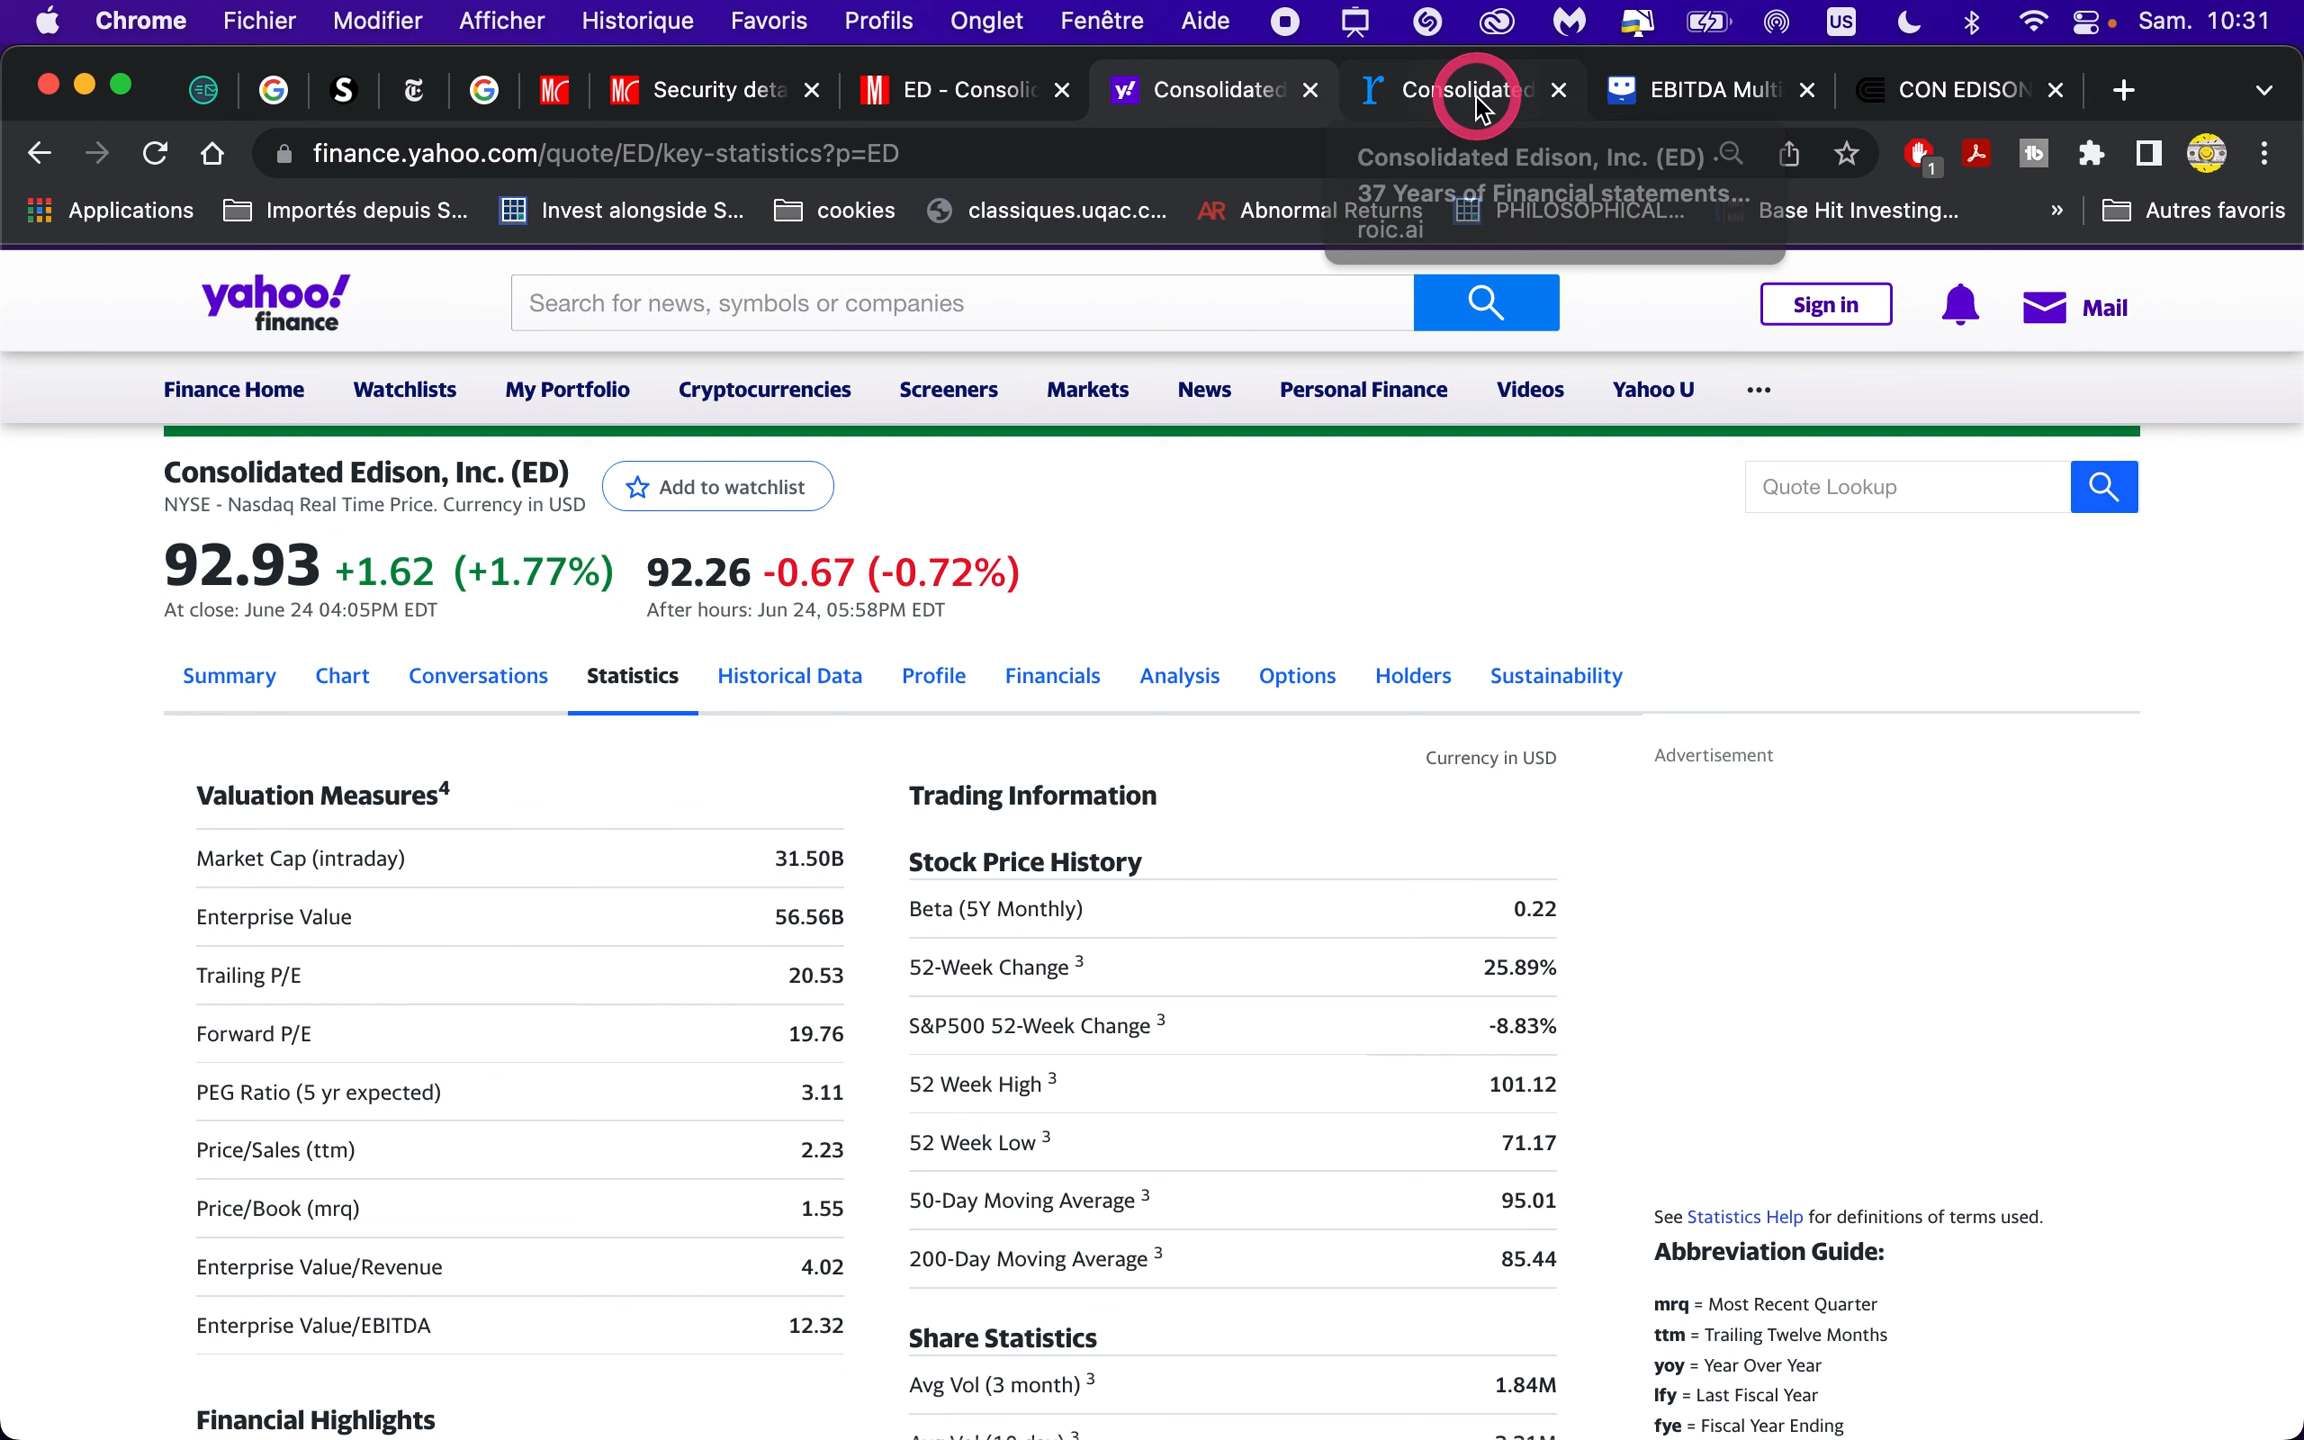 Chrome Fichier Modifier Afficher Historique Favoris Profils Onglet Fenêtre Aide US Sam. 10:31
Security deta ED - Consolic Consolidated Consolidated EBITDA Multi CON EDISON
finance.yahoo.com/quote/ED/key-statistics?p=ED
Consolidated Edison, Inc. (ED)
37 Years of Financial statements...
roic.ai
Applications Importés depuis S... Invest alongside S... cookies classiques.uqac.c... AR Abnormal Returns PHILOSOPHICAL... Base Hit Investing... » Autres favoris
yahoo!
finance
Search for news, symbols or companies
Sign in
Mail
Finance Home Watchlists My Portfolio Cryptocurrencies Screeners Markets News Personal Finance Videos Yahoo U ...
Consolidated Edison, Inc. (ED)
NYSE - Nasdaq Real Time Price. Currency in USD
Add to watchlist
Quote Lookup
92.93 +1.62 (+1.77%) 92.26 -0.67 (-0.72%)
At close: June 24 04:05PM EDT After hours: Jun 24, 05:58PM EDT
Summary Chart Conversations Statistics Historical Data Profile Financials Analysis Options Holders Sustainability
Currency in USD
Valuation Measures4
Market Cap (intraday) 31.50B
Enterprise Value 56.56B
Trailing P/E 20.53
Forward P/E 19.76
PEG Ratio (5 yr expected) 3.11
Price/Sales (ttm) 2.23
Price/Book (mrq) 1.55
Enterprise Value/Revenue 4.02
Enterprise Value/EBITDA 12.32
Financial Highlights
Trading Information
Stock Price History
Beta (5Y Monthly) 0.22
52-Week Change 3 25.89%
S&P500 52-Week Change 3 -8.83%
52 Week High 3 101.12
52 Week Low 3 71.17
50-Day Moving Average 3 95.01
200-Day Moving Average 3 85.44
Share Statistics
Avg Vol (3 month) 3 1.84M
Advertisement
See Statistics Help for definitions of terms used.
Abbreviation Guide:
mrq = Most Recent Quarter
ttm = Trailing Twelve Months
yoy = Year Over Year
lfy = Last Fiscal Year
fye = Fiscal Year Ending